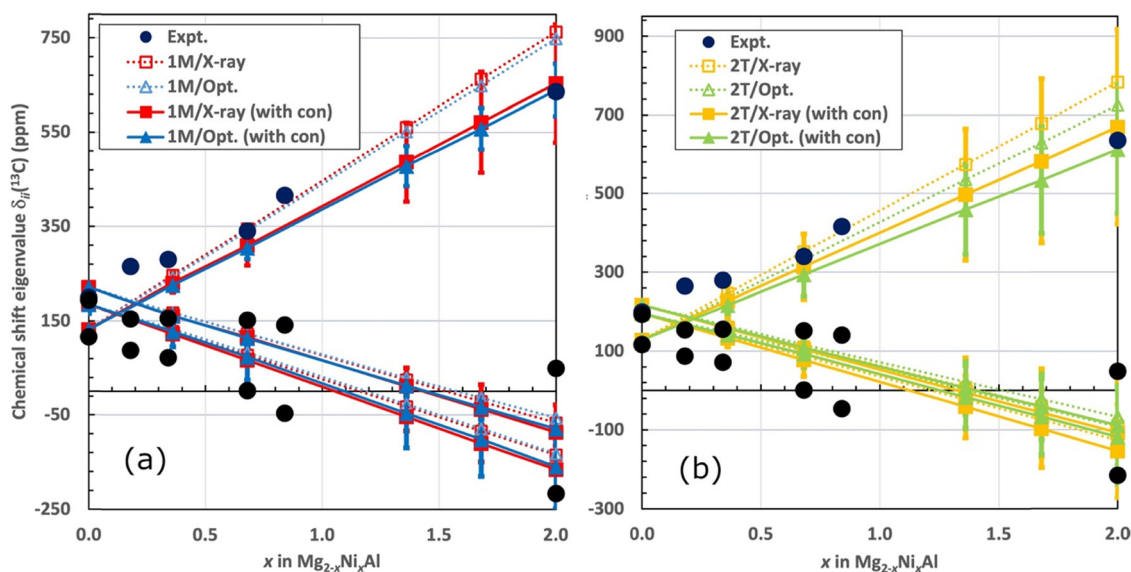 750
550
350
150
-50
-250
Chemical shift eigenvalue δii(¹³C) (ppm)
Expt.
1M/X-ray
1M/Opt.
1M/X-ray (with con)
1M/Opt. (with con)
(a)
0.0 0.5 1.0 1.5 2.0
x in Mg2-xNixAl
900
700
500
300
100
-100
-300
Expt.
2T/X-ray
2T/Opt.
2T/X-ray (with con)
2T/Opt. (with con)
(b)
0.0 0.5 1.0 1.5 2.0
x in Mg2-xNixAl